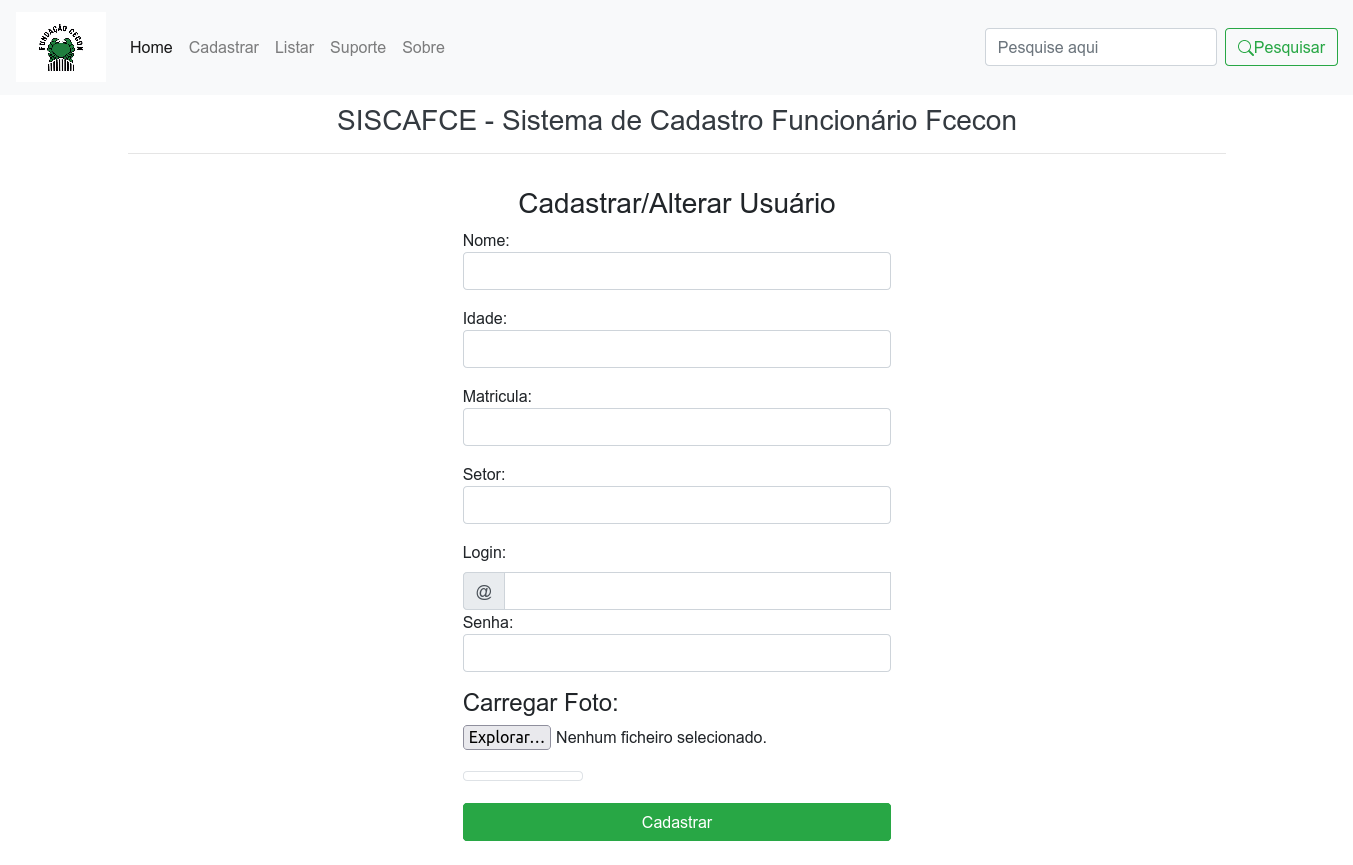 FUNDAÇÃO CECON
Home Cadastrar Listar Suporte Sobre
Pesquise aqui Pesquisar
SISCAFCE - Sistema de Cadastro Funcionário Fcecon
Cadastrar/Alterar Usuário
Nome:
Idade:
Matricula:
Setor:
Login:
@
Senha:
Carregar Foto:
Explorar... Nenhum ficheiro selecionado.
Cadastrar